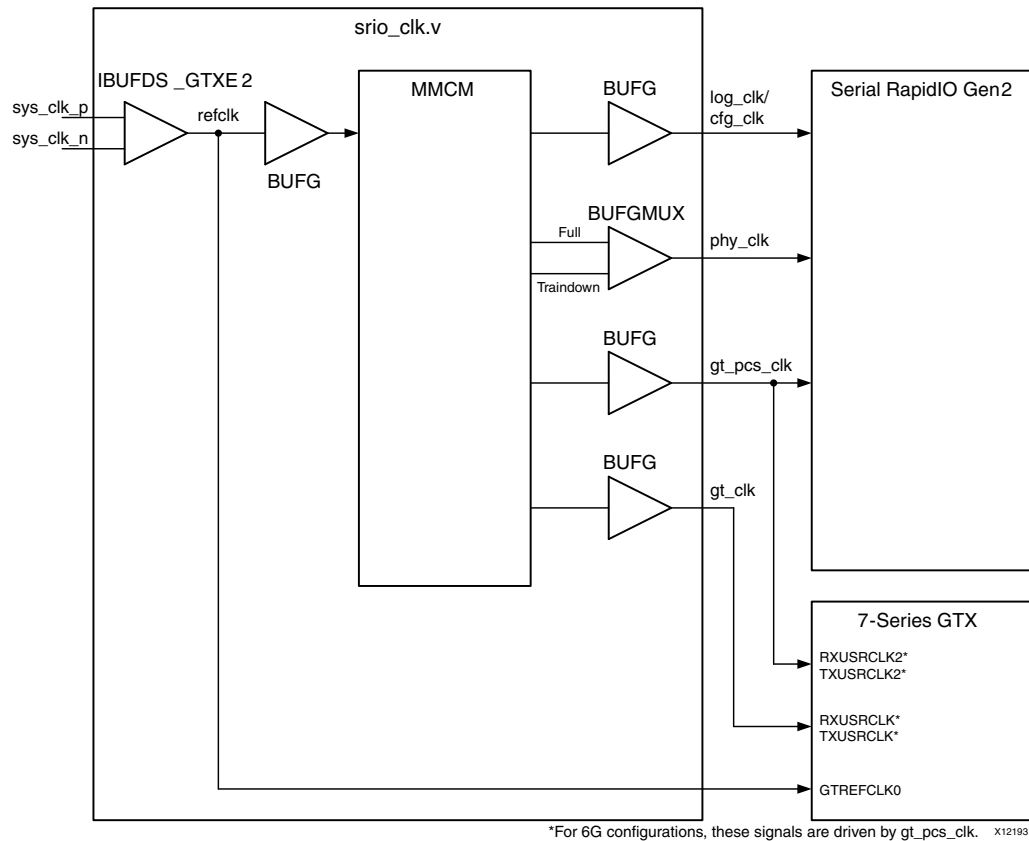 srio_clk.v
IBUFDS _GTXE 2
MMCM
BUFG
log_clk/
cfg_clk
Serial RapidIO Gen2
sys_clk_p
sys_clk_n
refclk
BUFG
BUFGMUX
Full
Traindown
phy_clk
BUFG
gt_pcs_clk
BUFG
gt_clk
7-Series GTX
RXUSRCLK2*
TXUSRCLK2*
RXUSRCLK*
TXUSRCLK*
GTREFCLK0
*For 6G configurations, these signals are driven by gt_pcs_clk.
X12193